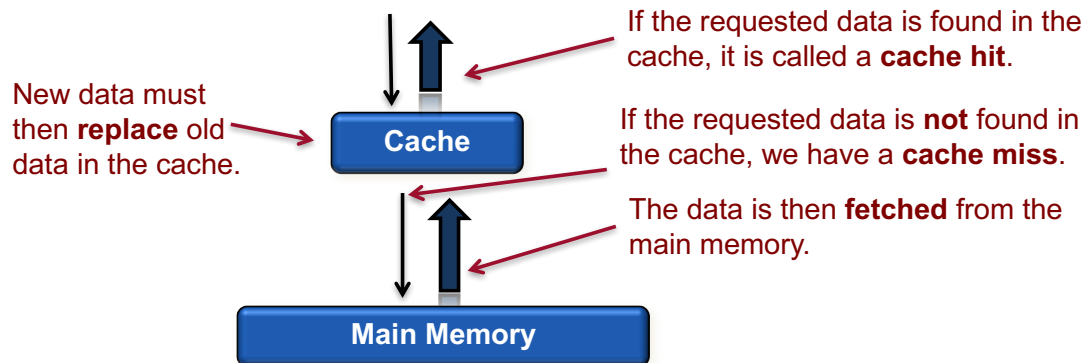 If the requested data is found in the
cache, it is called a cache hit.
New data must
then replace old
data in the cache.
Cache
If the requested data is not found in
the cache, we have a cache miss.
The data is then fetched from the
main memory.
Main Memory